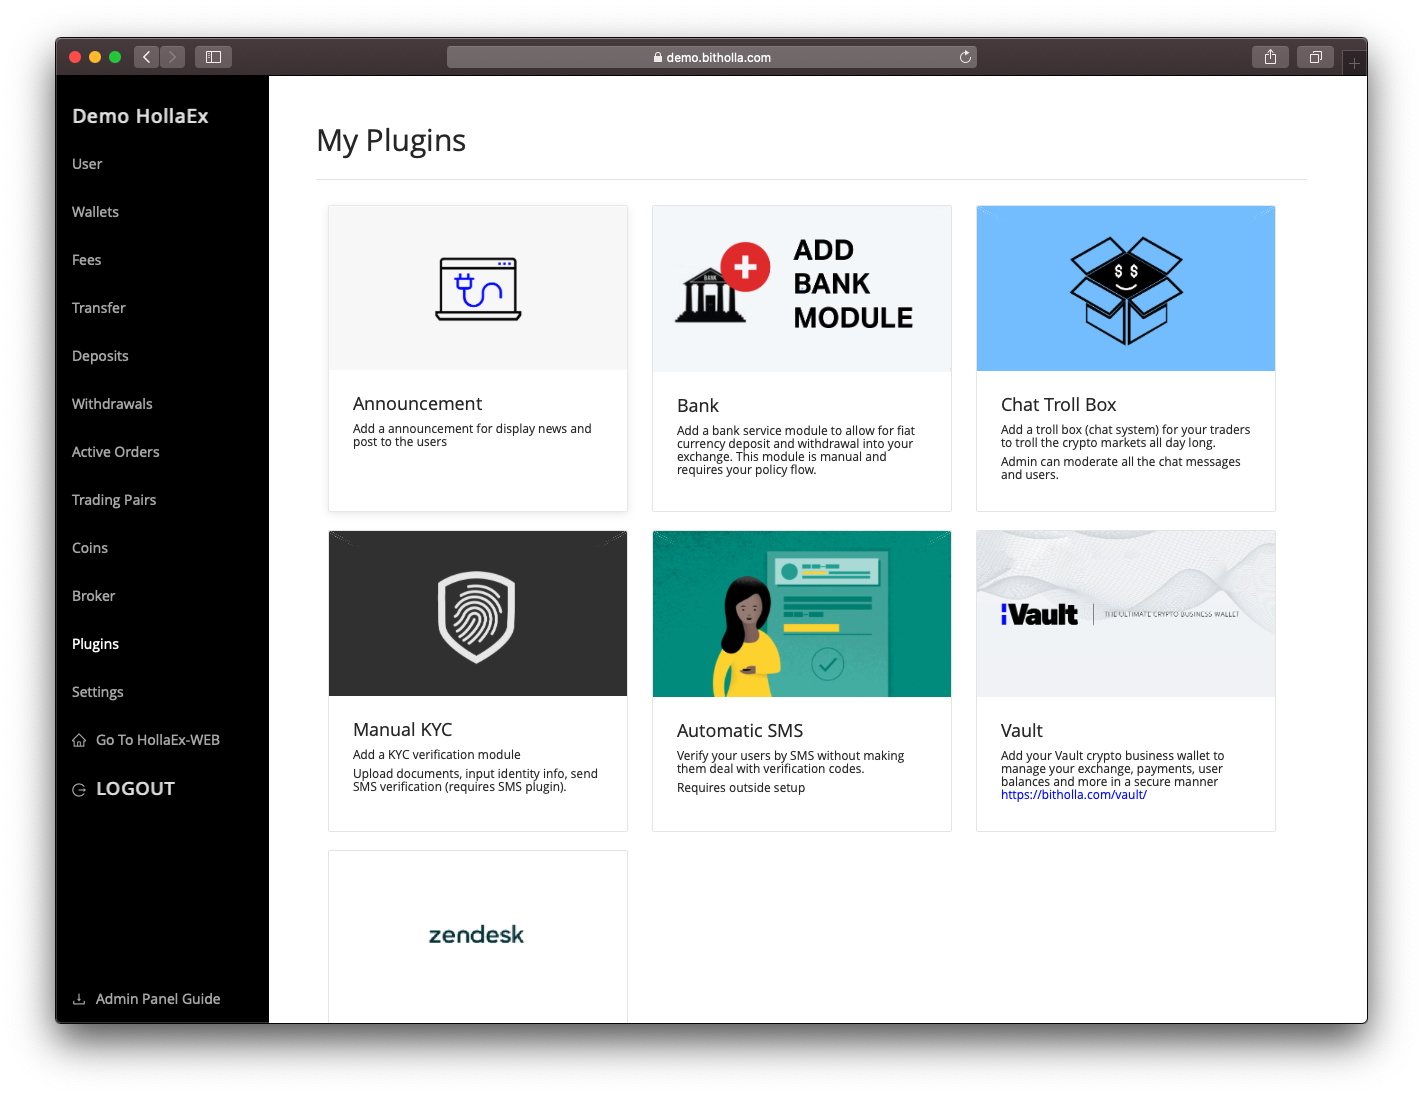 demo.bitholla.com
Demo HollaEx
User
Wallets
Fees
Transfer
Deposits
Withdrawals
Active Orders
Trading Pairs
Coins
Broker
Plugins
Settings
Go To HollaEx-WEB
LOGOUT
Admin Panel Guide
My Plugins
Announcement
Add a announcement for display news and
post to the users
BANK
ADD
BANK
MODULE
Bank
Add a bank service module to allow for fiat
currency deposit and withdrawal into your
exchange. This module is manual and
requires your policy flow.
$ $
Chat Troll Box
Add a troll box (chat system) for your traders
to troll the crypto markets all day long.
Admin can moderate all the chat messages
and users.
Manual KYC
Add a KYC verification module
Upload documents, input identity info, send
SMS verification (requires SMS plugin).
Automatic SMS
Verify your users by SMS without making
them deal with verification codes.
Requires outside setup
Vault | THE ULTIMATE CRYPTO BUSINESS WALLET
Vault
Add your Vault crypto business wallet to
manage your exchange, payments, user
balances and more in a secure manner
https://bitholla.com/vault/
zendesk